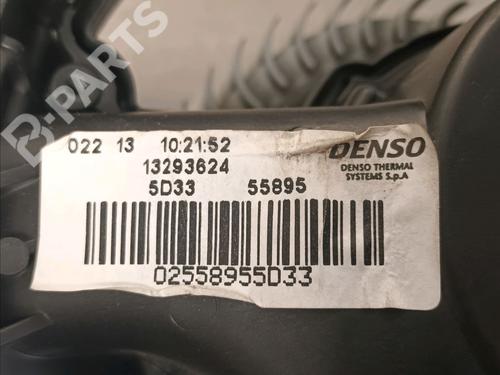 B-PARTS
022 13 10:21:52
DENSO
13293624
DENSO THERMAL
SYSTEMS S.p.A
5D33 55895
02558955D33